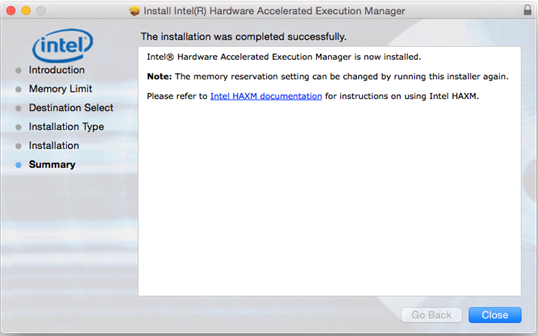 Install Intel(R) Hardware Accelerated Execution Manager
intel
The installation was completed successfully.
Introduction
Memory Limit
Destination Select
Installation Type
Installation
Summary
Intel® Hardware Accelerated Execution Manager is now installed.
Note: The memory reservation setting can be changed by running this installer again.
Please refer to Intel HAXM documentation for instructions on using Intel HAXM.
Go Back
Close